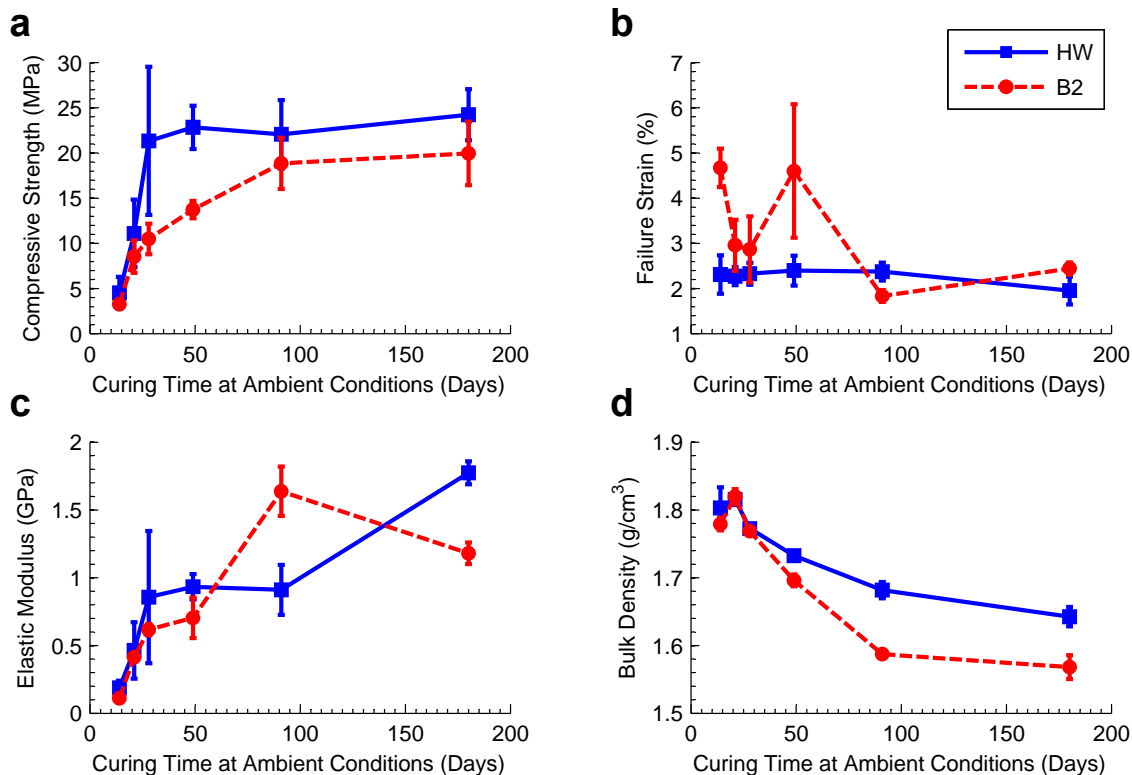 a
30
25
20
15
10
5
0
Compressive Strength (MPa)
0 50 100 150 200
Curing Time at Ambient Conditions (Days)
b
HW
B2
7
6
5
4
3
2
1
Failure Strain (%)
0 50 100 150 200
Curing Time at Ambient Conditions (Days)
c
2
1.5
1
0.5
0
Elastic Modulus (GPa)
0 50 100 150 200
Curing Time at Ambient Conditions (Days)
d
1.9
1.8
1.7
1.6
1.5
Bulk Density (g/cm³)
0 50 100 150 200
Curing Time at Ambient Conditions (Days)